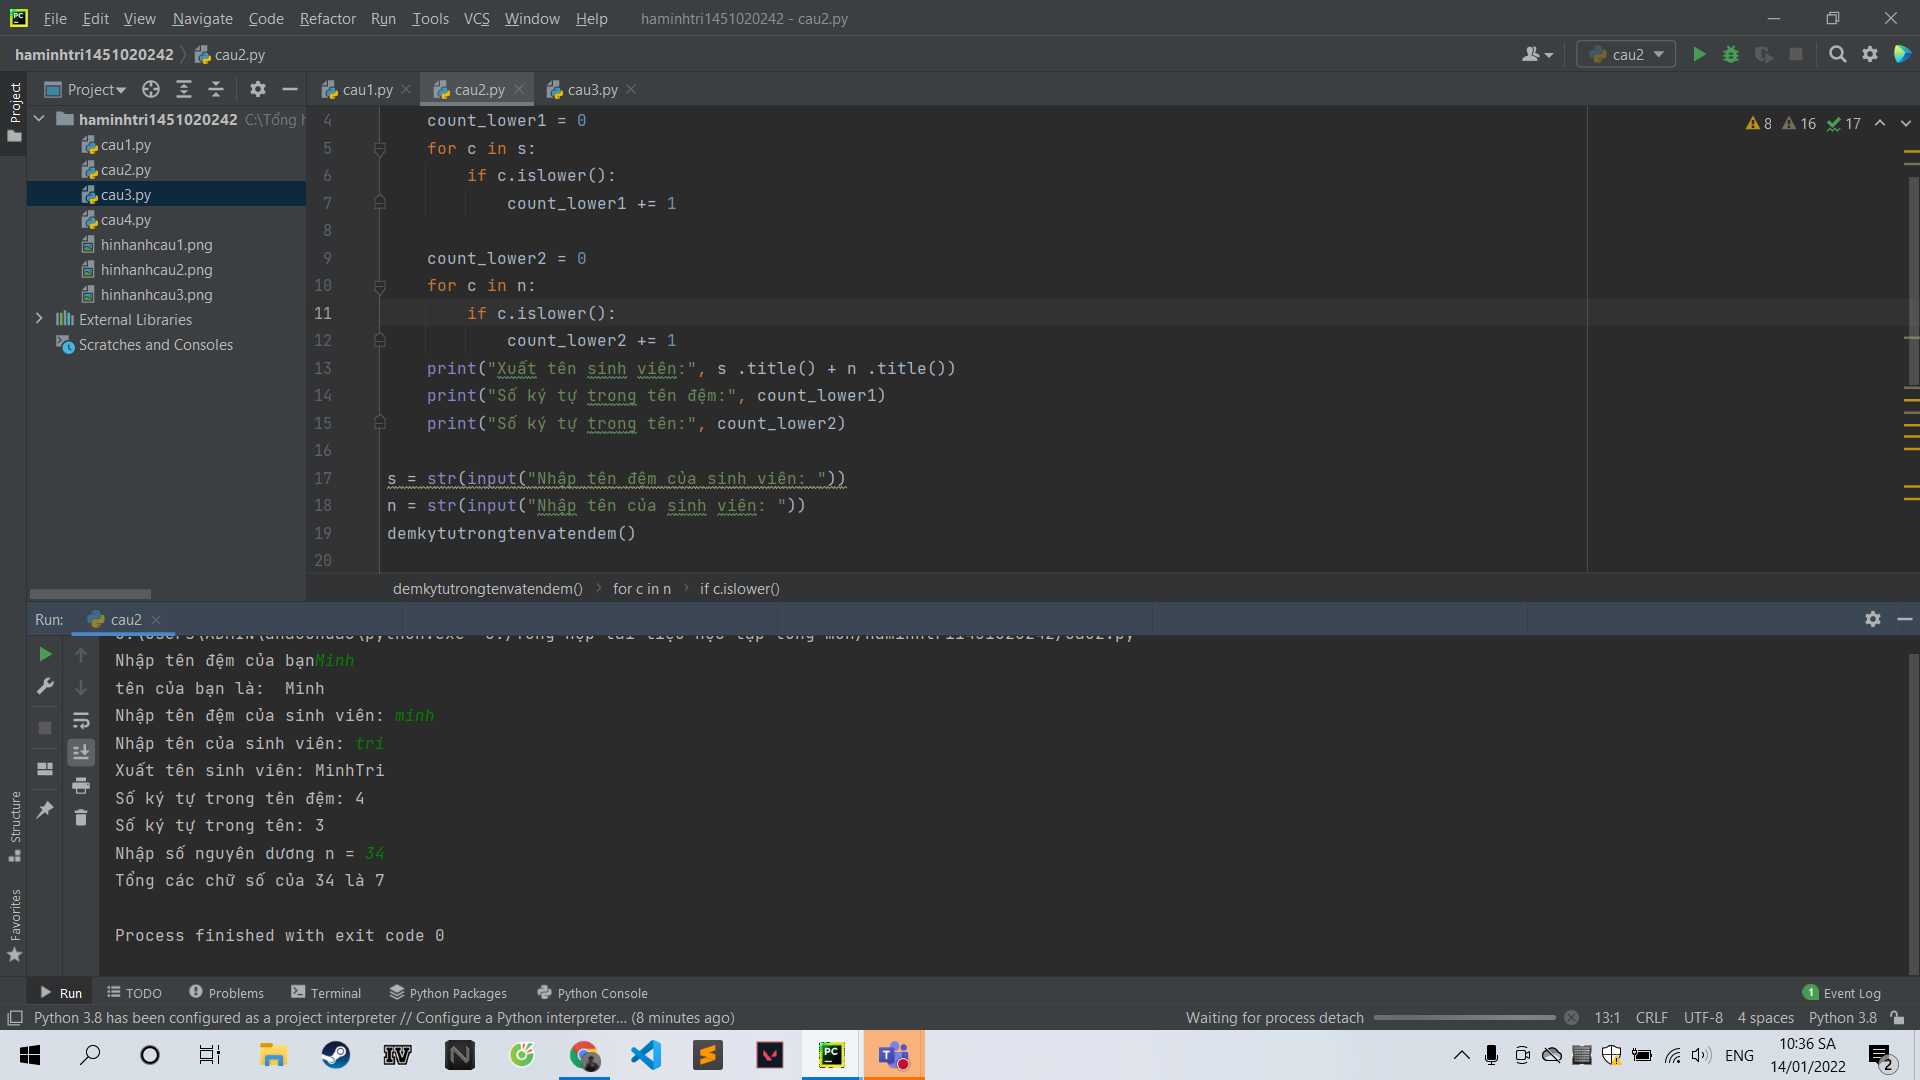 File Edit View Navigate Code Refactor Run Tools VCS Window Help haminhtri1451020242 - cau2.py
haminhtri1451020242 cau2.py
cau2
Project
Project
cau1.py
cau2.py
cau3.py
haminhtri1451020242 C:\Tổng
cau1.py
cau2.py
cau3.py
cau4.py
hinhanhcau1.png
hinhanhcau2.png
hinhanhcau3.png
External Libraries
Scratches and Consoles
8 16 17
4 count_lower1 = 0
5 for c in s:
6 if c.islower():
7 count_lower1 += 1
8
9 count_lower2 = 0
10 for c in n:
11 if c.islower():
12 count_lower2 += 1
13 print("Xuất tên sinh viên:", s .title() + n .title())
14 print("Số ký tự trong tên đệm:", count_lower1)
15 print("Số ký tự trong tên:", count_lower2)
16
17 s = str(input("Nhập tên đệm của sinh viên: "))
18 n = str(input("Nhập tên của sinh viên: "))
19 demkytutrongtenvatendem()
20
demkytutrongtenvatendem() for c in n if c.islower()
Run: cau2
Nhập tên đệm của bạnMinh
tên của bạn là:  Minh
Nhập tên đệm của sinh viên: minh
Nhập tên của sinh viên: tri
Xuất tên sinh viên: MinhTri
Số ký tự trong tên đệm: 4
Số ký tự trong tên: 3
Nhập số nguyên dương n = 34
Tổng các chữ số của 34 là 7
Process finished with exit code 0
Structure
Favorites
Run TODO Problems Terminal Python Packages Python Console 1 Event Log
Python 3.8 has been configured as a project interpreter // Configure a Python interpreter... (8 minutes ago) Waiting for process detach 13:1 CRLF UTF-8 4 spaces Python 3.8
ENG
10:36 SA
14/01/2022
2